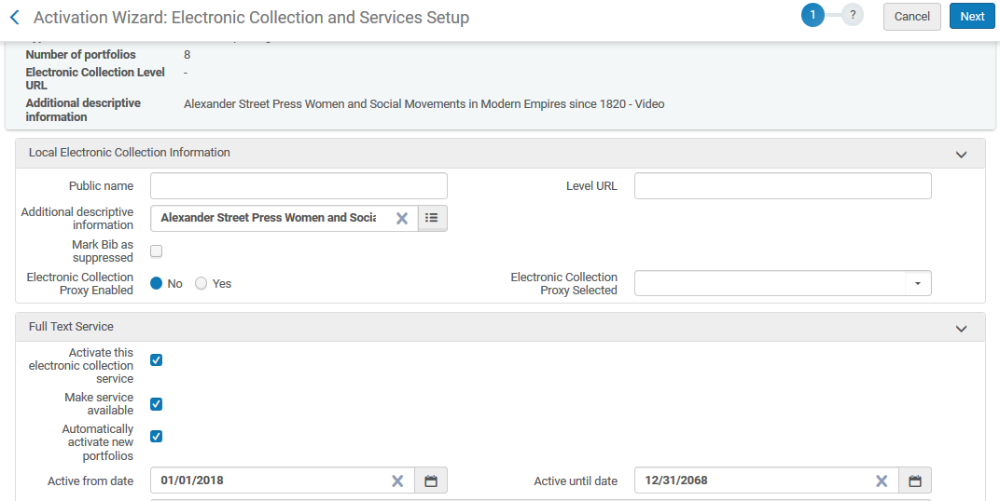 Activation Wizard: Electronic Collection and Services Setup
1
?
Cancel
Next
Number of portfolios 8
Electronic Collection Level
URL
-
Additional descriptive
information
Alexander Street Press Women and Social Movements in Modern Empires since 1820 - Video
Local Electronic Collection Information
Public name
Level URL
Additional descriptive
information
Alexander Street Press Women and Socia
Mark Bib as
suppressed
Electronic Collection
Proxy Enabled
No
Yes
Electronic Collection
Proxy Selected
Full Text Service
Activate this
electronic collection
service
Make service
available
Automatically
activate new
portfolios
Active from date 01/01/2018
Active until date 12/31/2068